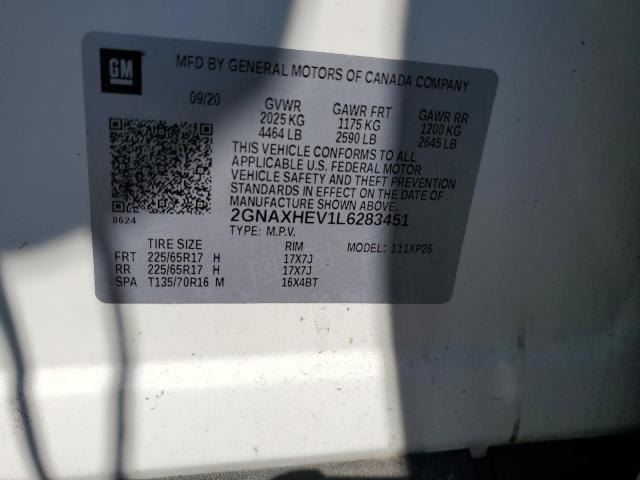 GM
MFD BY GENERAL MOTORS OF CANADA COMPANY
09/20 GVWR GAWR FRT GAWR RR
2025 KG 1175 KG 1200 KG
4464 LB 2590 LB 2645 LB
THIS VEHICLE CONFORMS TO ALL
APPLICABLE U.S. FEDERAL MOTOR
VEHICLE SAFETY AND THEFT PREVENTION
STANDARDS IN EFFECT ON THE DATE OF
MANUFACTURE SHOWN ABOVE.
8624 2GNAXHEV1L6283451
TYPE: M.P.V.
TIRE SIZE RIM MODEL: 111XP26
FRT 225/65R17 H 17X7J
RR 225/65R17 H 17X7J
SPA T135/70R16 M 16X4BT